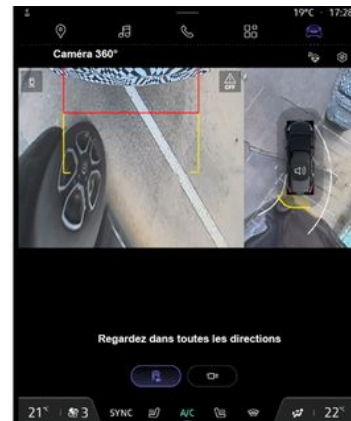 19°C · 17:28
Caméra 360°
OFF
Regardez dans toutes les directions
21°C 3 SYNC A/C 22°C